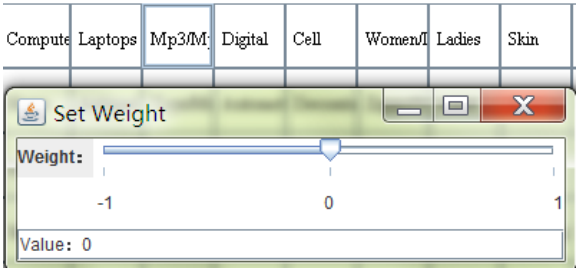 Compute Laptops Mp3/M Digital Cell Women/I Ladies Skin
Set Weight
Weight:
-1 0 1
Value: 0